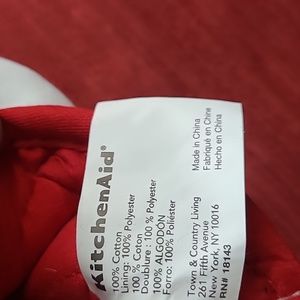 KitchenAid®
100% Cotton
Lining: 100% Polyester
100% Coton
Doublure : 100 % Polyester
100% ALGODÓN
Forro: 100% Poliéster
Made in China
Fabriqué en Chine
Hecho en China
Town & Country Living
261 Fifth Avenue
New York, NY 10016
RN# 18143